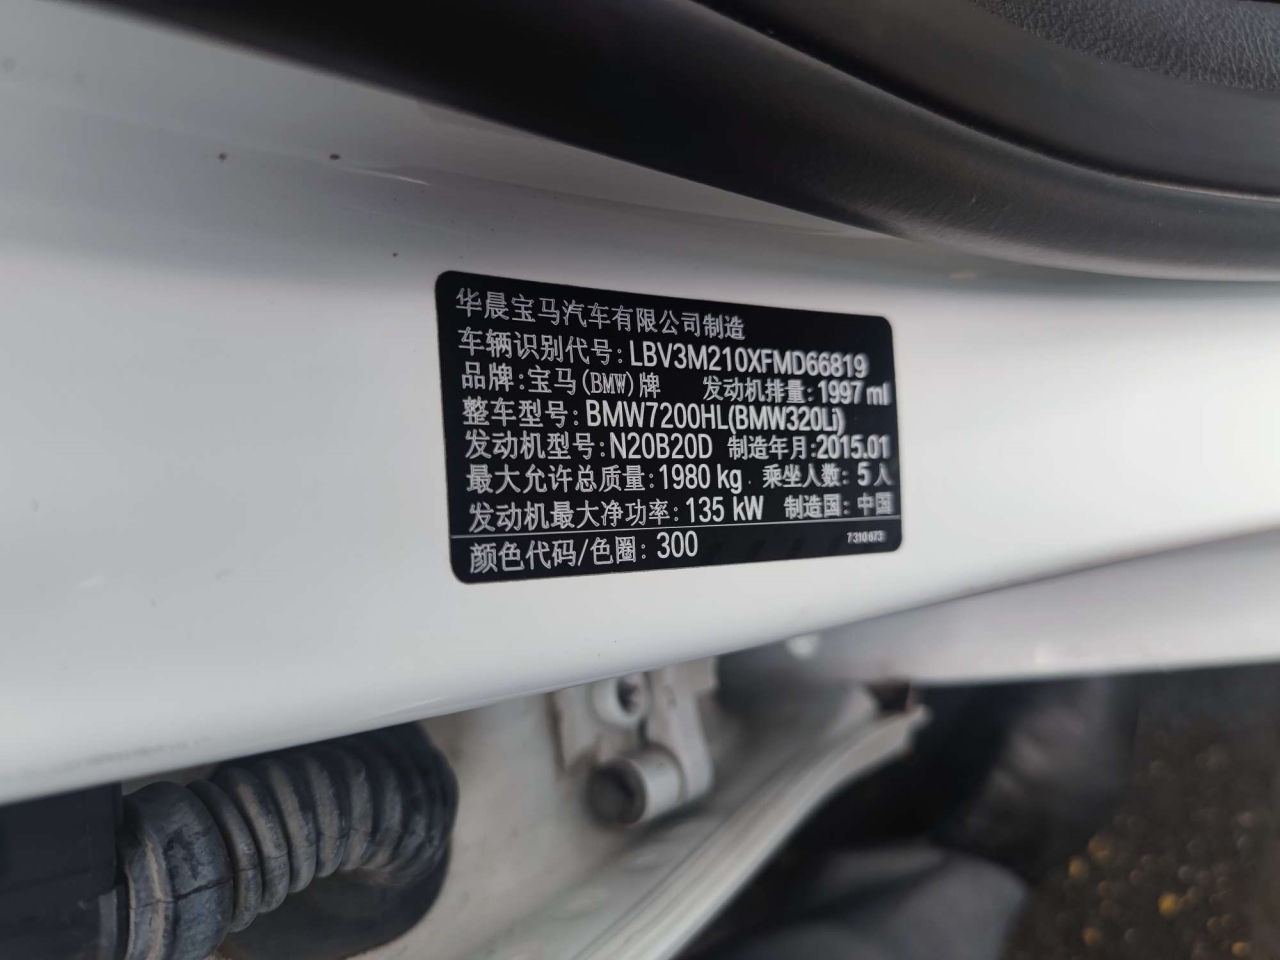 华晨宝马汽车有限公司制造
车辆识别代号：LBV3M210XFMD66819
品牌：宝马(BMW)牌 发动机排量：1997 ml
整车型号：BMW7200HL(BMW320Li)
发动机型号：N20B20D 制造年月：2015.01
最大允许总质量：1980 kg 乘坐人数：5人
发动机最大净功率：135 kW 制造国：中国
颜色代码/色圈：300 7310673